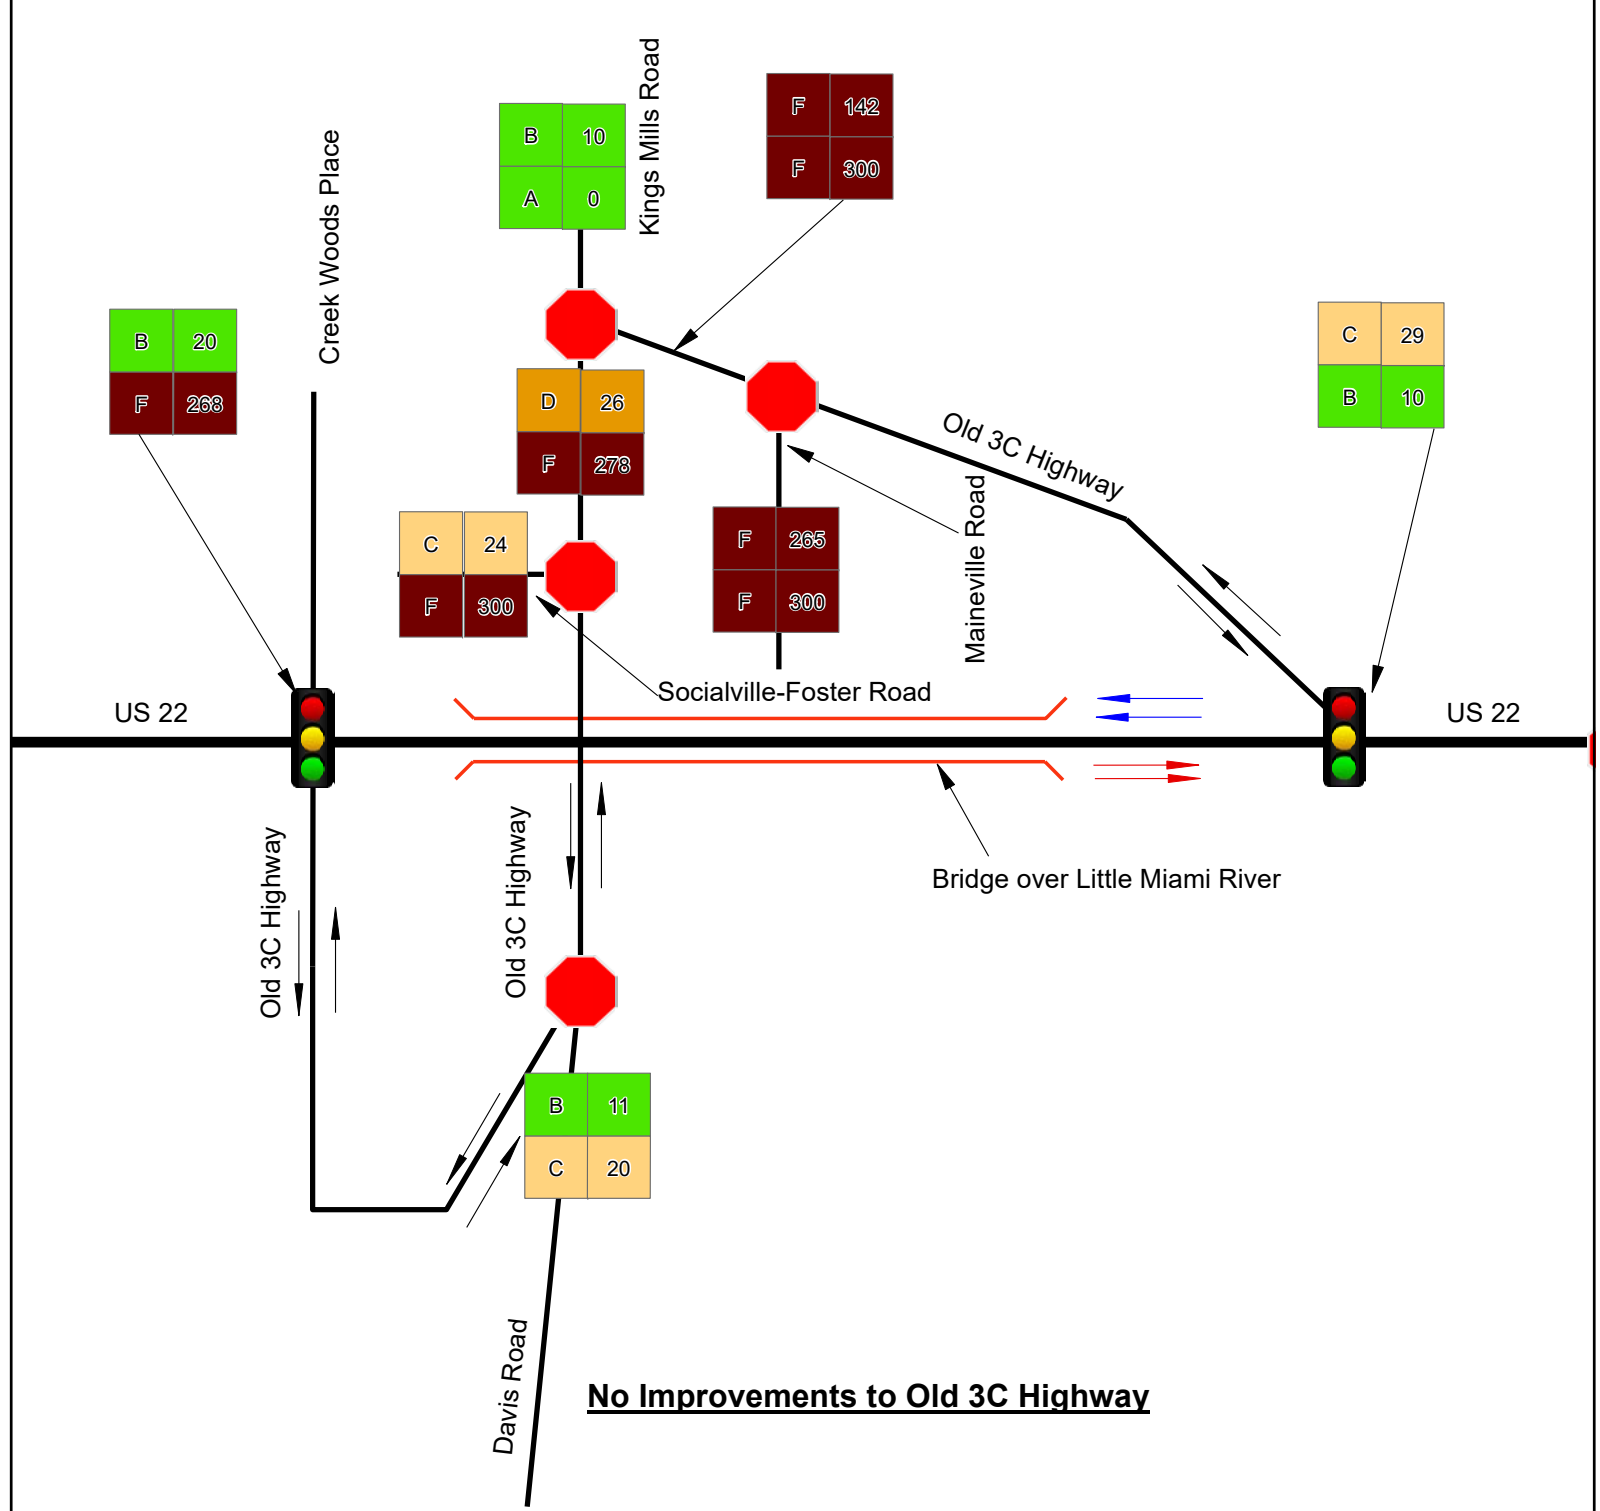 Kings Mills Road
F 142
F 300
B 10
A 0
Creek Woods Place
B 20
F 268
C 29
B 10
D 26
F 278
Old 3C Highway
Maineville Road
C 24
F 300
F 265
F 300
Socialville-Foster Road
US 22
US 22
Old 3C Highway
Old 3C Highway
Bridge over Little Miami River
B 11
C 20
Davis Road
No Improvements to Old 3C Highway